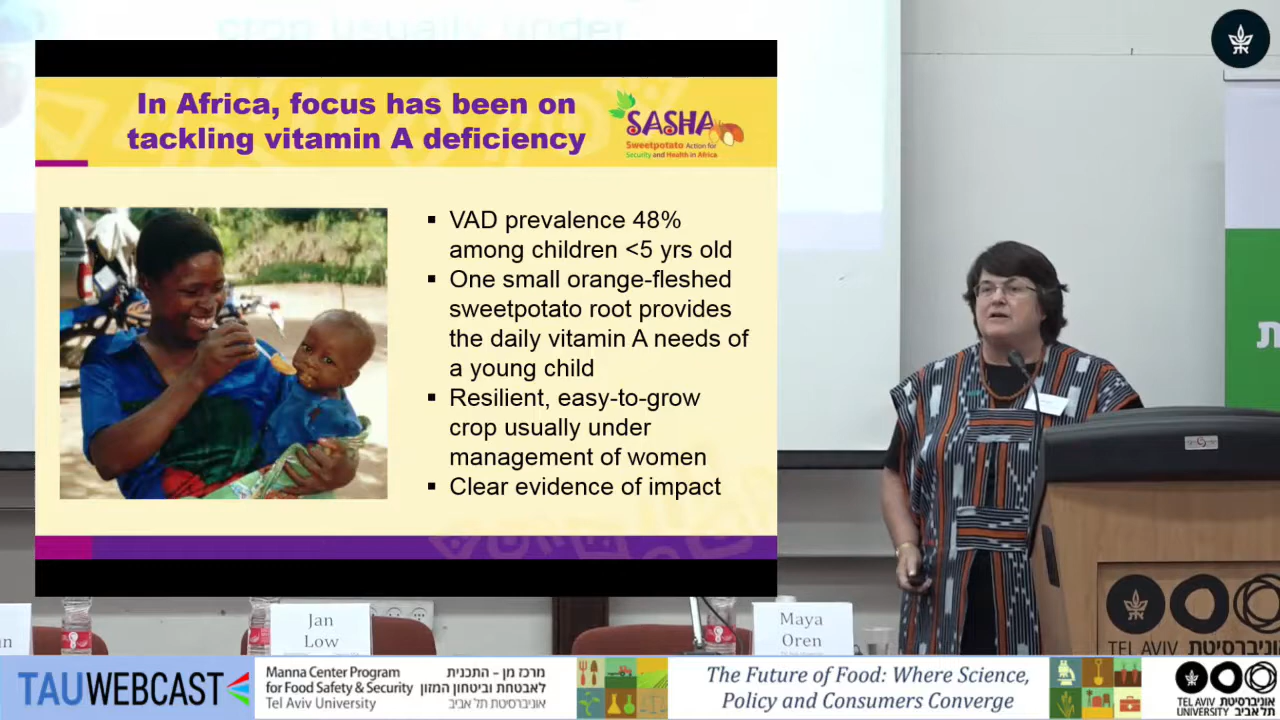 crop usually under
In Africa, focus has been on
tackling vitamin A deficiency
SASHA
Sweetpotato Action for
Security and Health in Africa
▪ VAD prevalence 48%
among children <5 yrs old
▪ One small orange-fleshed
sweetpotato root provides
the daily vitamin A needs of
a young child
▪ Resilient, easy-to-grow
crop usually under
management of women
▪ Clear evidence of impact
Jan
Low
Maya
Oren
TEL AVIV אוניברסיטת
TAUWEBCAST
Manna Center Program
for Food Safety & Security
Tel Aviv University
מרכז מן – התכנית
לאבטחת וביטחון המזון
אוניברסיטת תל אביב
The Future of Food: Where Science,
Policy and Consumers Converge
TEL AVIV אוניברסיטת
UNIVERSITY תל אביב